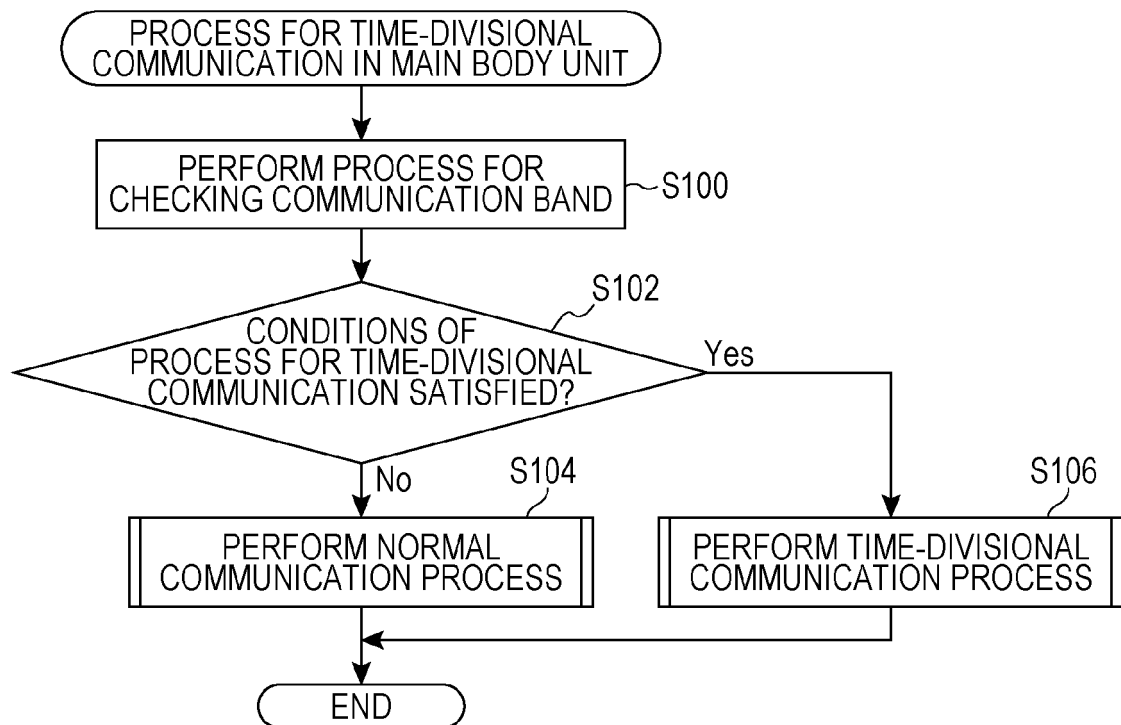 PROCESS FOR TIME-DIVISIONAL
COMMUNICATION IN MAIN BODY UNIT
PERFORM PROCESS FOR
CHECKING COMMUNICATION BAND
S100
S102
CONDITIONS OF
PROCESS FOR TIME-DIVISIONAL
COMMUNICATION SATISFIED?
Yes
No
S104
PERFORM NORMAL
COMMUNICATION PROCESS
S106
PERFORM TIME-DIVISIONAL
COMMUNICATION PROCESS
END